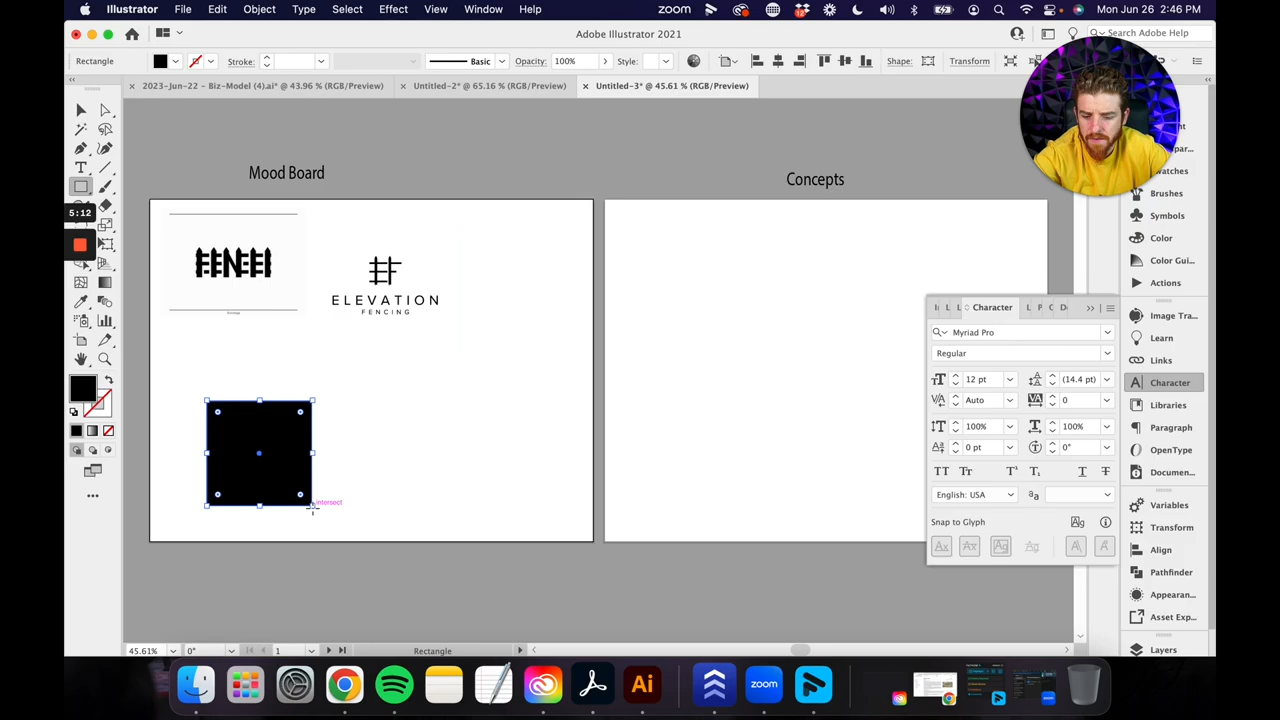 Illustrator File Edit Object Type Select Effect View Window Help zoom Mon Jun 26 2:46 PM
Adobe Illustrator 2021
Search Adobe Help
Rectangle Stroke: Basic Opacity: 100% Style: Shape: Transform
2023-Jun-22 – Biz-Model (4).ai* @ 43.96 % (RGB/Preview) Untitled-2* @ 65.16 % (RGB/Preview) Untitled-3* @ 45.61 % (RGB/Preview)
Mood Board
Concepts
5:12
ELEVATION
FENCING
intersect
Character
Myriad Pro
Regular
12 pt (14.4 pt)
Auto 0
100% 100%
0 pt 0°
English: USA
Snap to Glyph
Brushes
Symbols
Color
Color Gui...
Actions
Image Tra...
Learn
Links
Character
Libraries
Paragraph
OpenType
Documen...
Variables
Transform
Align
Pathfinder
Appearan...
Asset Exp...
Layers
45.61% 0° 1 Rectangle
Ai zoom